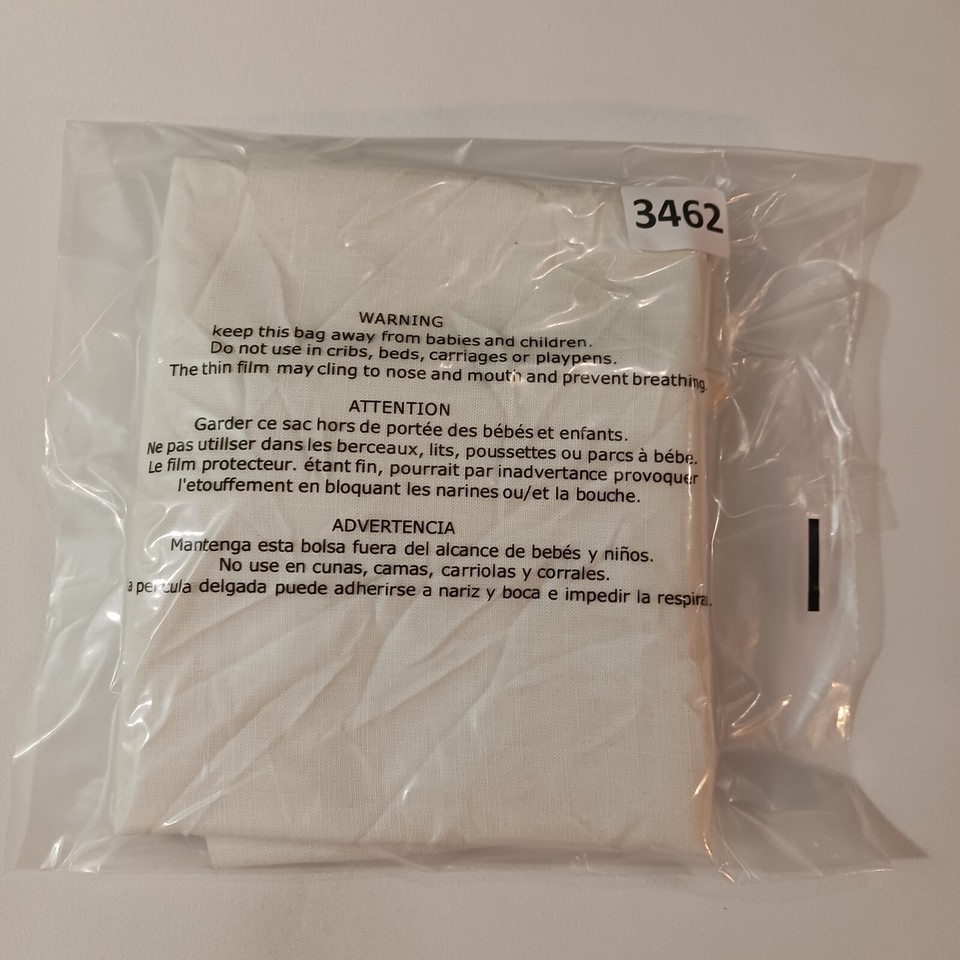 3462
WARNING
keep this bag away from babies and children.
Do not use in cribs, beds, carriages or playpens.
The thin film may cling to nose and mouth and prevent breathing.
ATTENTION
Garder ce sac hors de portée des bébés et enfants.
Ne pas utiliser dans les berceaux, lits, poussettes ou parcs à bébé.
Le film protecteur. étant fin, pourrait par inadvertance provoquer
l'etouffement en bloquant les narines ou/et la bouche.
ADVERTENCIA
Mantenga esta bolsa fuera del alcance de bebés y niños.
No use en cunas, camas, carriolas y corrales.
delgada puede adherirse a nariz y boca e impedir la